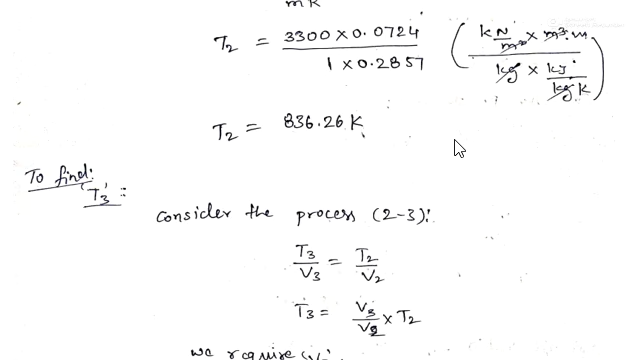 mR
T₂ = 3300 × 0.0724 / 1 × 0.2857 ( kN/m² × m³.m / kg × kJ/kg K )
T₂ = 836.26 K
To find:
'T₃' =
Consider the process (2-3):
T₃/V₃ = T₂/V₂
T₃ = V₃/V₂ × T₂
we require